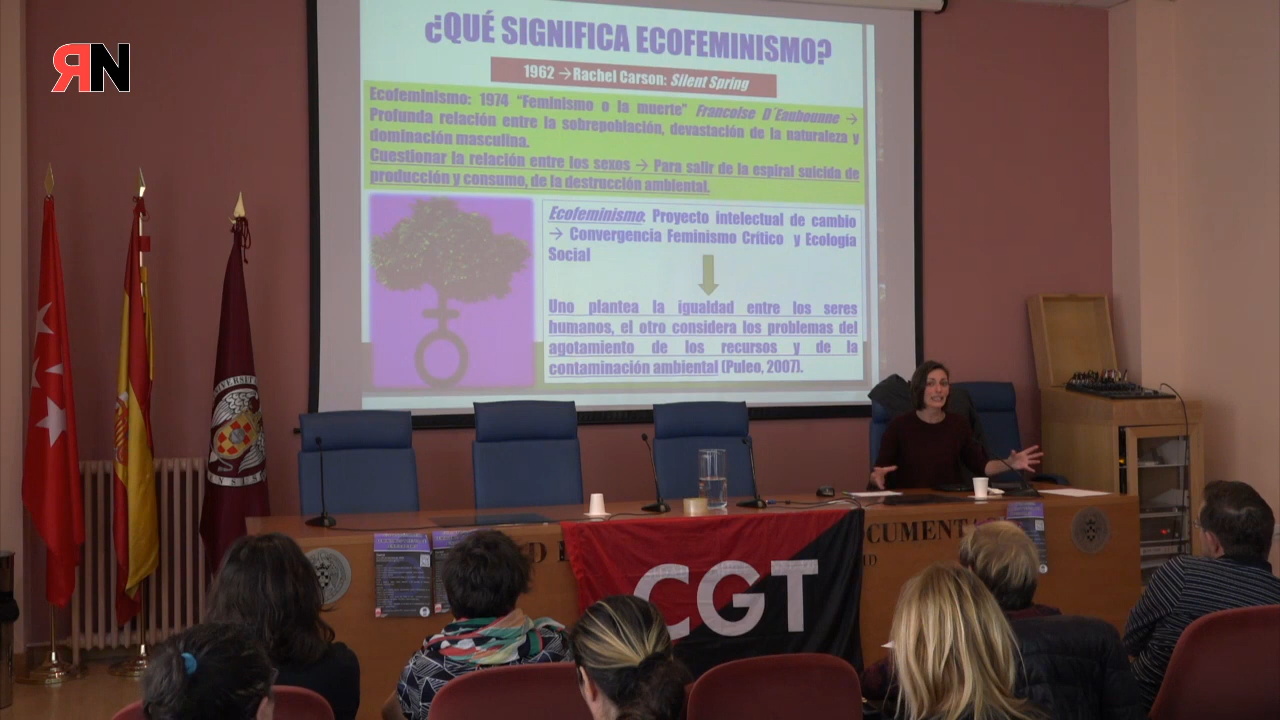 ЯN
¿QUÉ SIGNIFICA ECOFEMINISMO?
1962 →Rachel Carson: Silent Spring
Ecofeminismo: 1974 "Feminismo o la muerte" Francoise D´Eaubounne →
Profunda relación entre la sobrepoblación, devastación de la naturaleza y
dominación masculina.
Cuestionar la relación entre los sexos → Para salir de la espiral suicida de
producción y consumo, de la destrucción ambiental.
Ecofeminismo: Proyecto intelectual de cambio
→ Convergencia Feminismo Crítico y Ecología
Social
Uno plantea la igualdad entre los seres
humanos, el otro considera los problemas del
agotamiento de los recursos y de la
contaminación ambiental (Puleo, 2007).
CGT